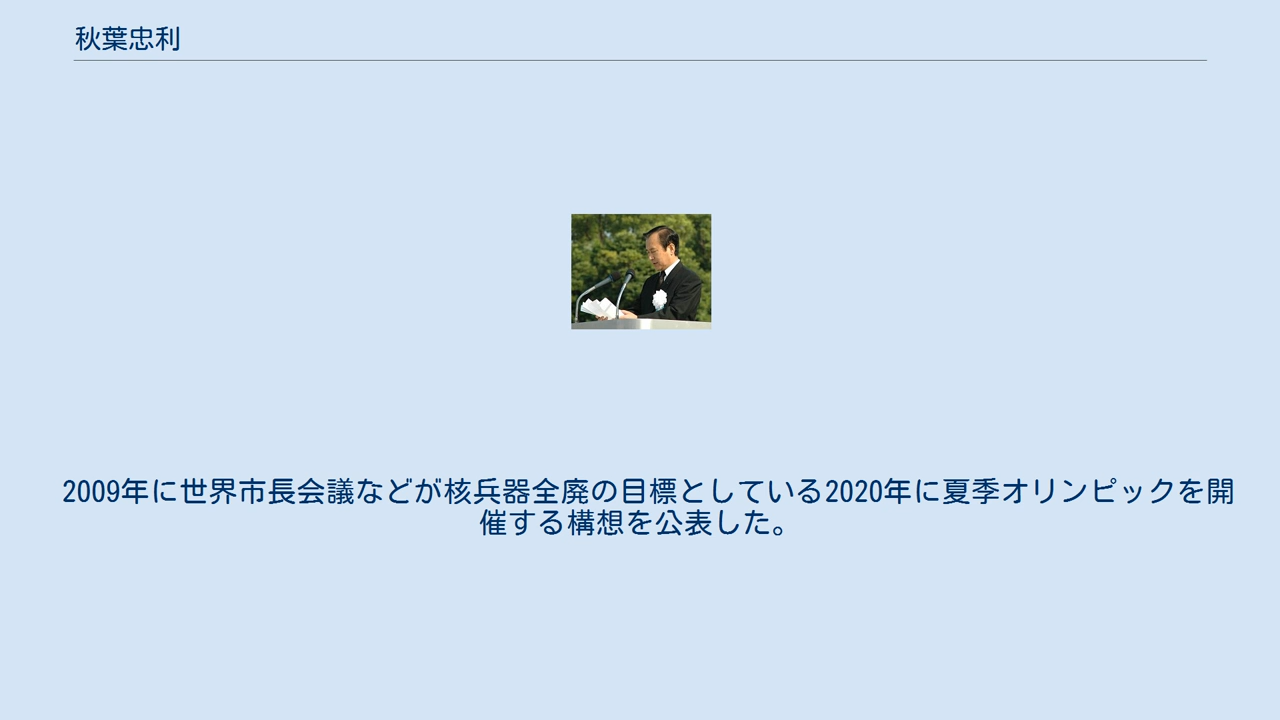 秋葉忠利
2009年に世界市長会議などが核兵器全廃の目標としている2020年に夏季オリンピックを開
催する構想を公表した。